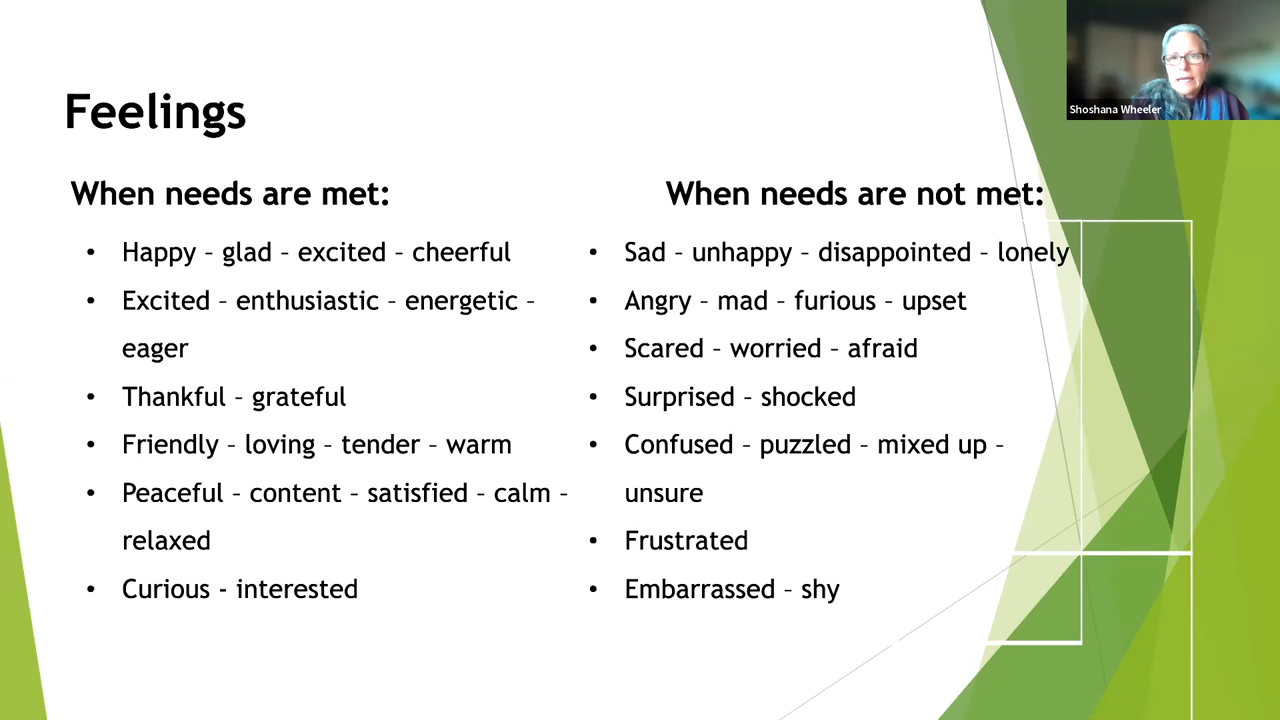 Shoshana Wheeler
Feelings
When needs are met:
• Happy – glad – excited – cheerful
• Excited – enthusiastic – energetic –
eager
• Thankful – grateful
• Friendly – loving – tender – warm
• Peaceful – content – satisfied – calm –
relaxed
• Curious - interested
When needs are not met:
• Sad – unhappy – disappointed – lonely
• Angry – mad – furious – upset
• Scared – worried – afraid
• Surprised – shocked
• Confused – puzzled – mixed up –
unsure
• Frustrated
• Embarrassed – shy